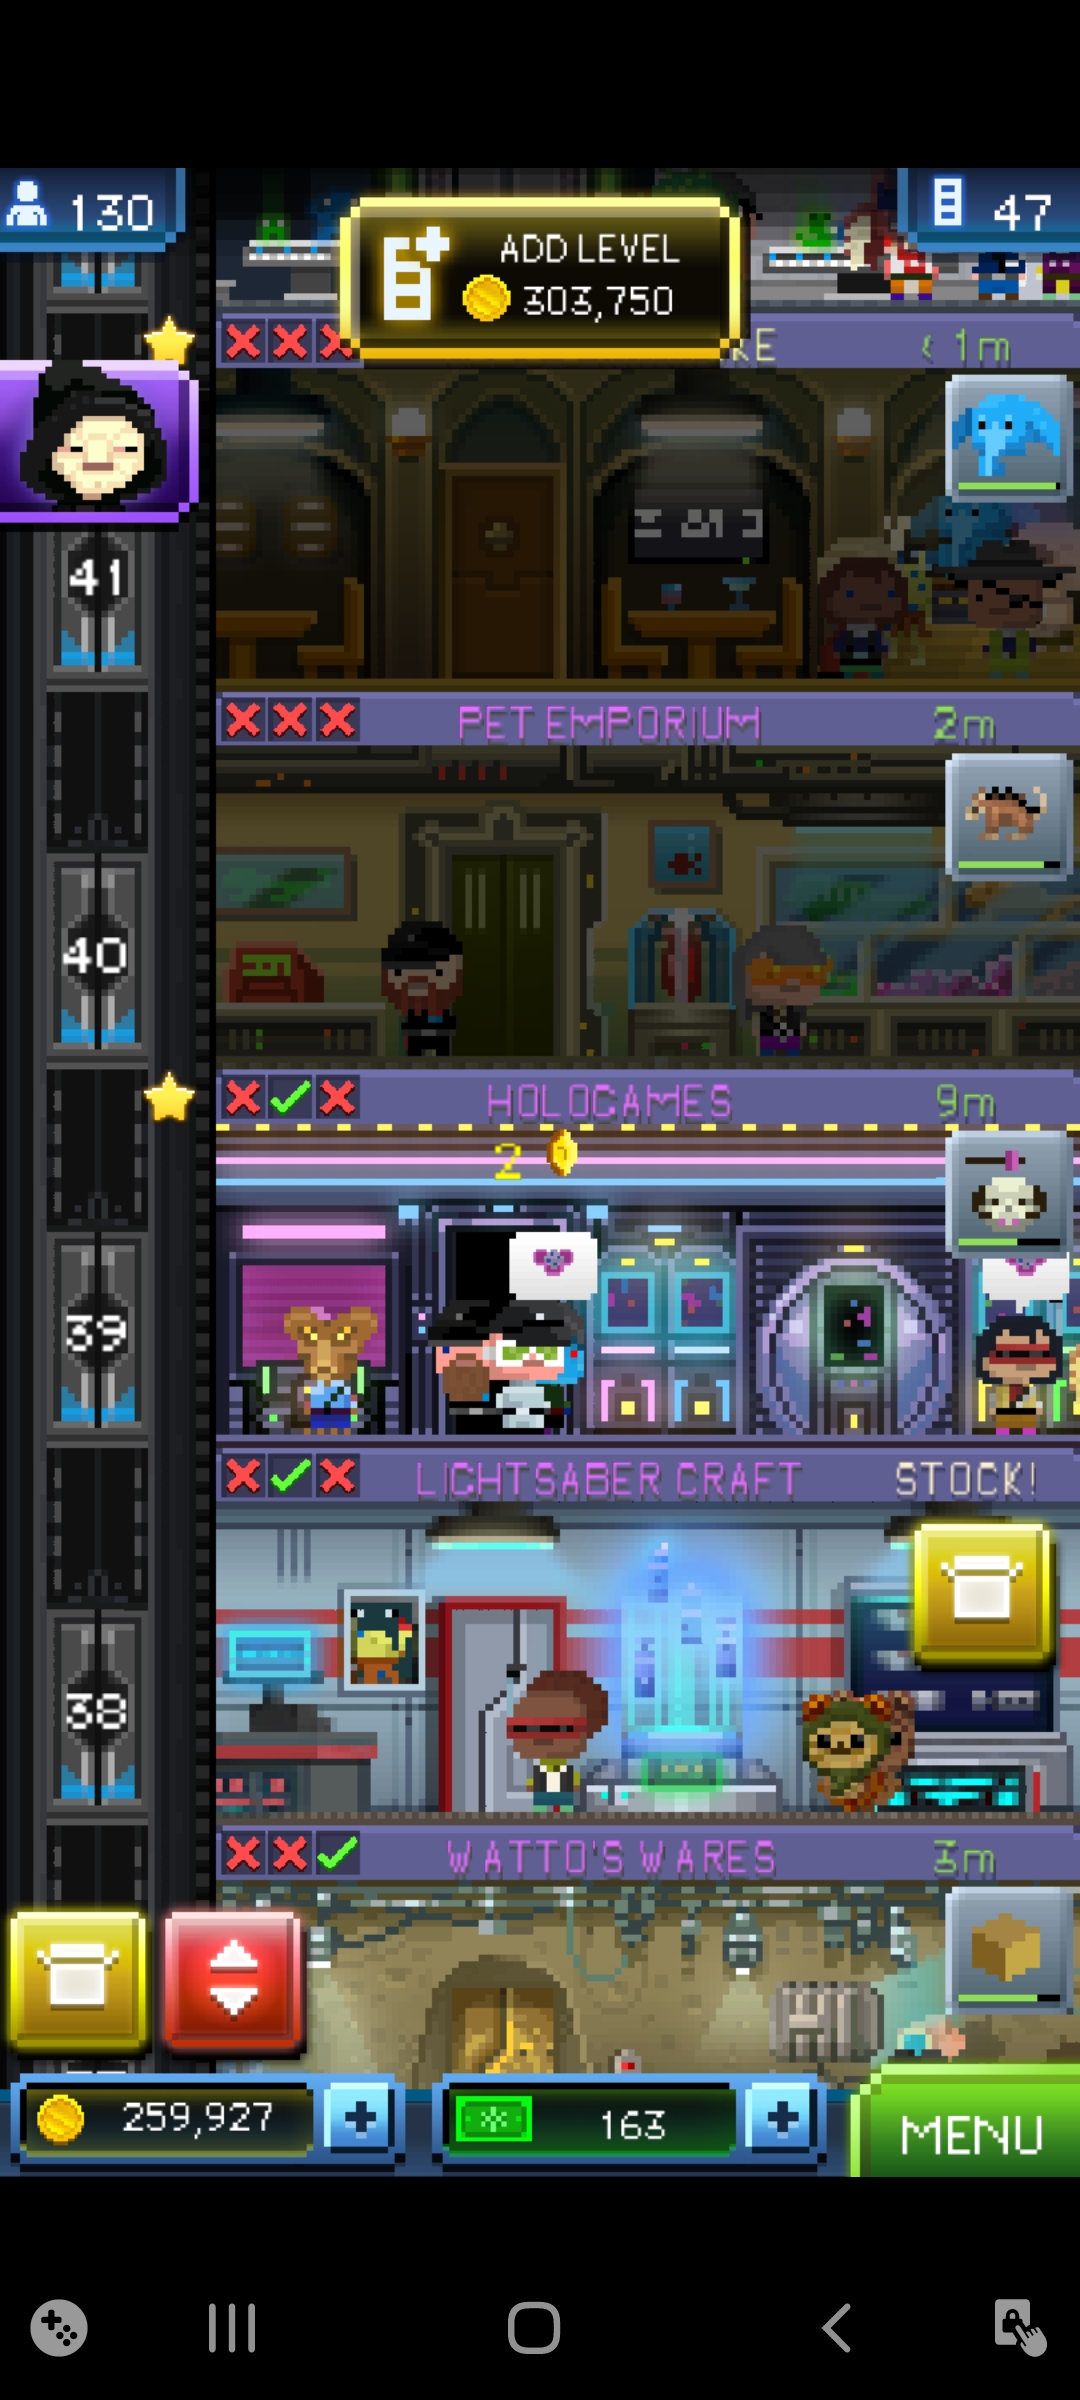 130
47
ADD LEVEL
303,750
KE < 1m
41
PET EMPORIUM 2m
40
HOLOGAMES 9m
2
39
LIGHTSABER CRAFT STOCK!
38
WATTO'S WARES 3m
259,927
163
MENU